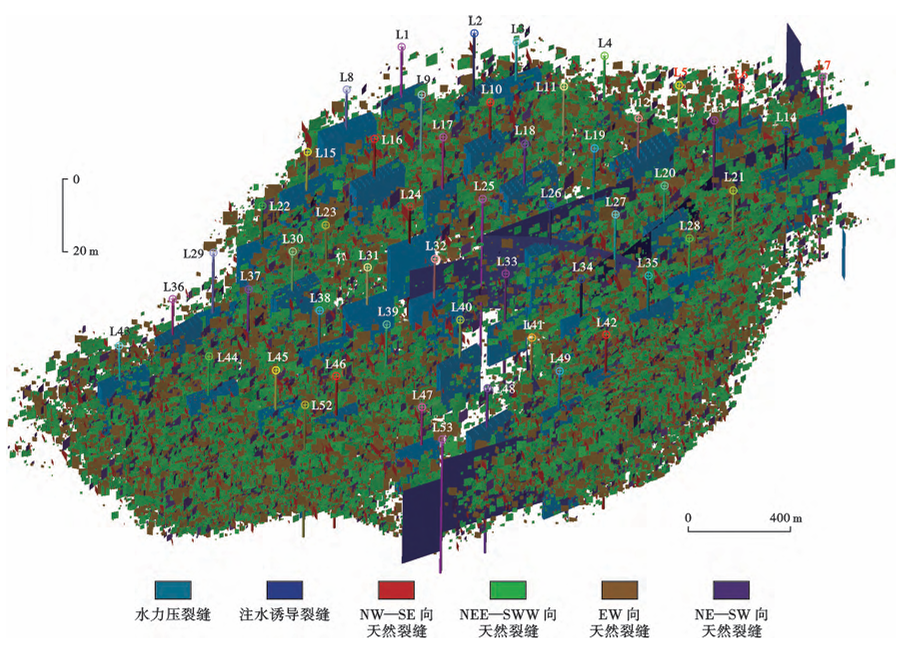 L1
L2
L3
L4
L5
L6
L7
L8
L9
L10
L11
L12
L13
L14
L15
L16
L17
L18
L19
L20
L21
L22
L23
L24
L25
L26
L27
L28
L29
L30
L31
L32
L33
L34
L35
L36
L37
L38
L39
L40
L41
L42
L43
L44
L45
L46
L47
L48
L49
L52
L53
0
20 m
0 400 m
水力压裂缝
注水诱导裂缝
NW—SE 向
天然裂缝
NEE—SWW 向
天然裂缝
EW 向
天然裂缝
NE—SW 向
天然裂缝